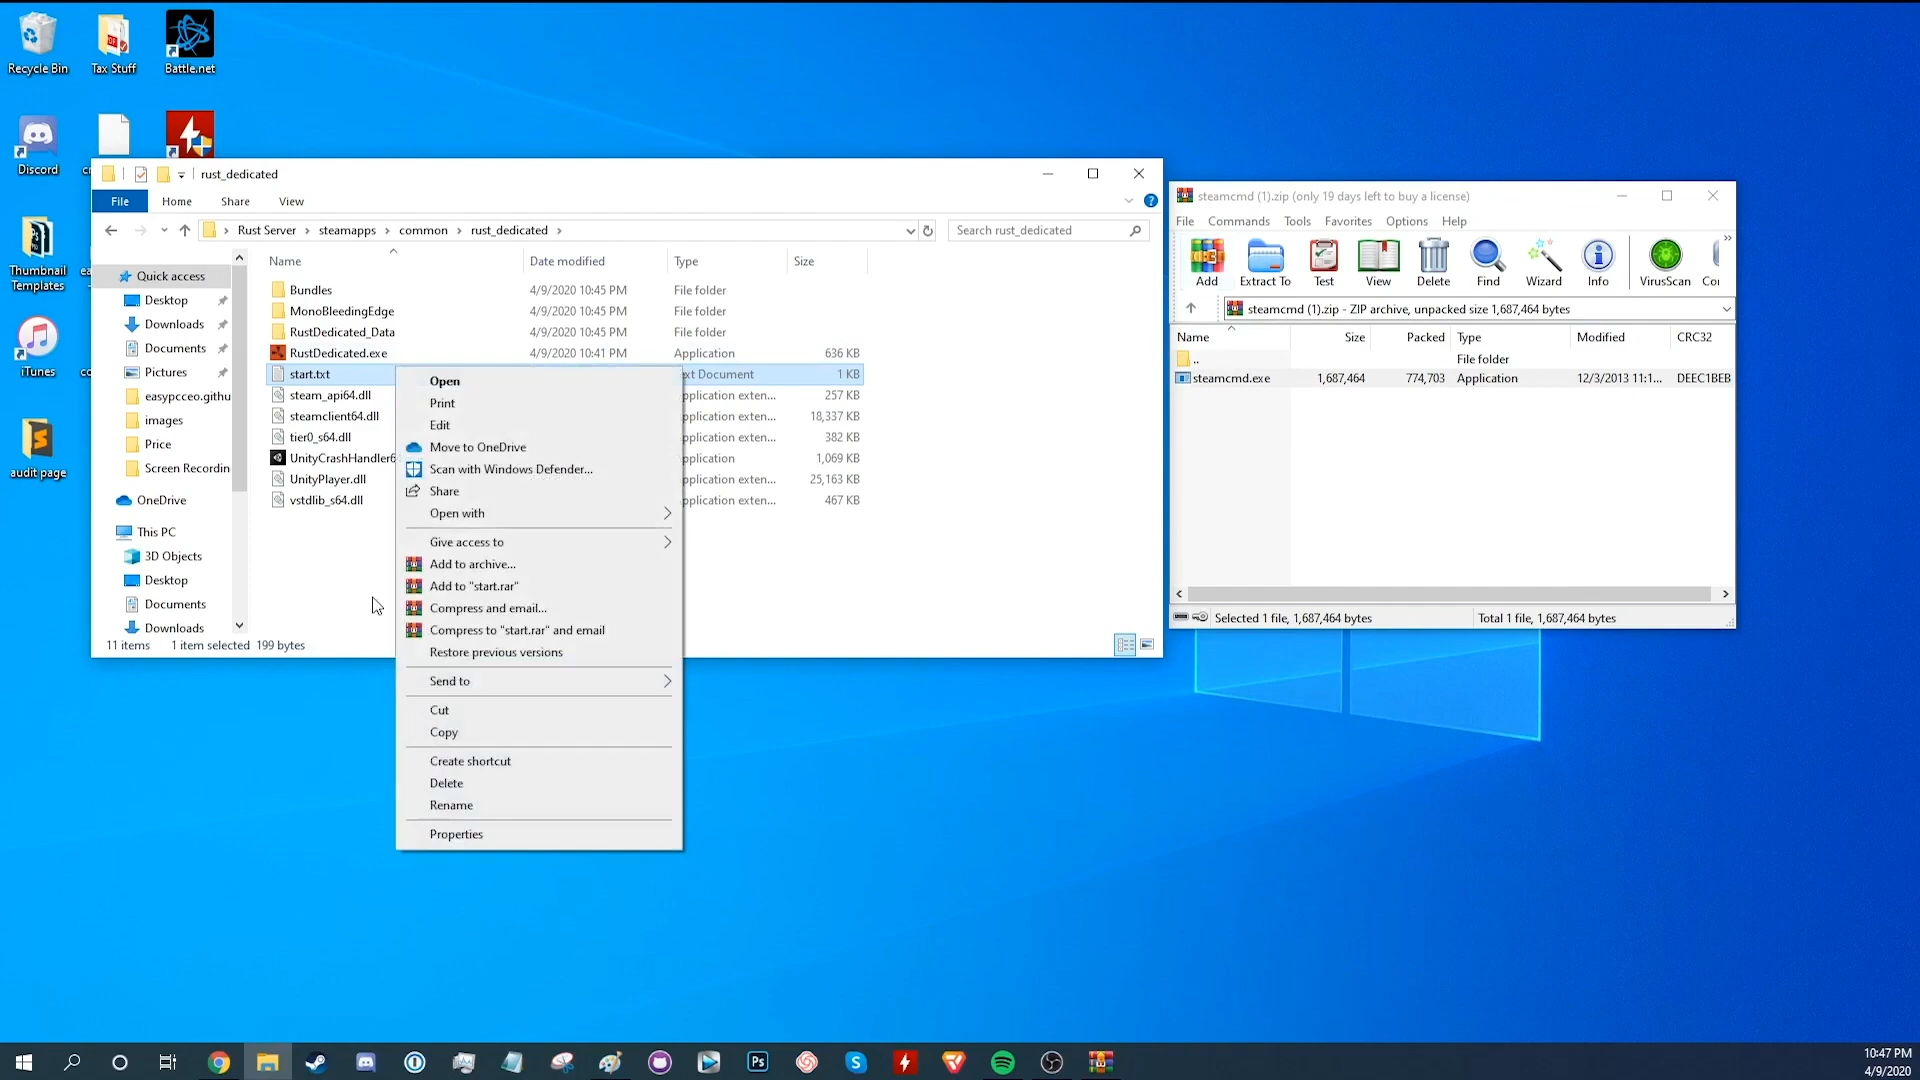 Recycle Bin
Tax Stuff
Battle.net
Discord
Thumbnail Templates
iTunes
audit page
rust_dedicated
File Home Share View
Rust Server > steamapps > common > rust_dedicated >
Search rust_dedicated
Name Date modified Type Size
Quick access
Desktop
Downloads
Documents
Pictures
easypcceo.githu
images
Price
Screen Recordin
OneDrive
This PC
3D Objects
Desktop
Documents
Downloads
Bundles 4/9/2020 10:45 PM File folder
MonoBleedingEdge 4/9/2020 10:45 PM File folder
RustDedicated_Data 4/9/2020 10:45 PM File folder
RustDedicated.exe 4/9/2020 10:41 PM Application 636 KB
start.txt xt Document 1 KB
steam_api64.dll pplication exten... 257 KB
steamclient64.dll pplication exten... 18,337 KB
tier0_s64.dll pplication exten... 382 KB
UnityCrashHandler6 pplication 1,069 KB
UnityPlayer.dll pplication exten... 25,163 KB
vstdlib_s64.dll pplication exten... 467 KB
11 items 1 item selected 199 bytes
Open
Print
Edit
Move to OneDrive
Scan with Windows Defender...
Share
Open with
Give access to
Add to archive...
Add to "start.rar"
Compress and email...
Compress to "start.rar" and email
Restore previous versions
Send to
Cut
Copy
Create shortcut
Delete
Rename
Properties
steamcmd (1).zip (only 19 days left to buy a license)
File Commands Tools Favorites Options Help
Add Extract To Test View Delete Find Wizard Info VirusScan Co
steamcmd (1).zip - ZIP archive, unpacked size 1,687,464 bytes
Name Size Packed Type Modified CRC32
.. File folder
steamcmd.exe 1,687,464 774,703 Application 12/3/2013 11:1... DEEC1BEB
Selected 1 file, 1,687,464 bytes Total 1 file, 1,687,464 bytes
Ps
10:47 PM
4/9/2020